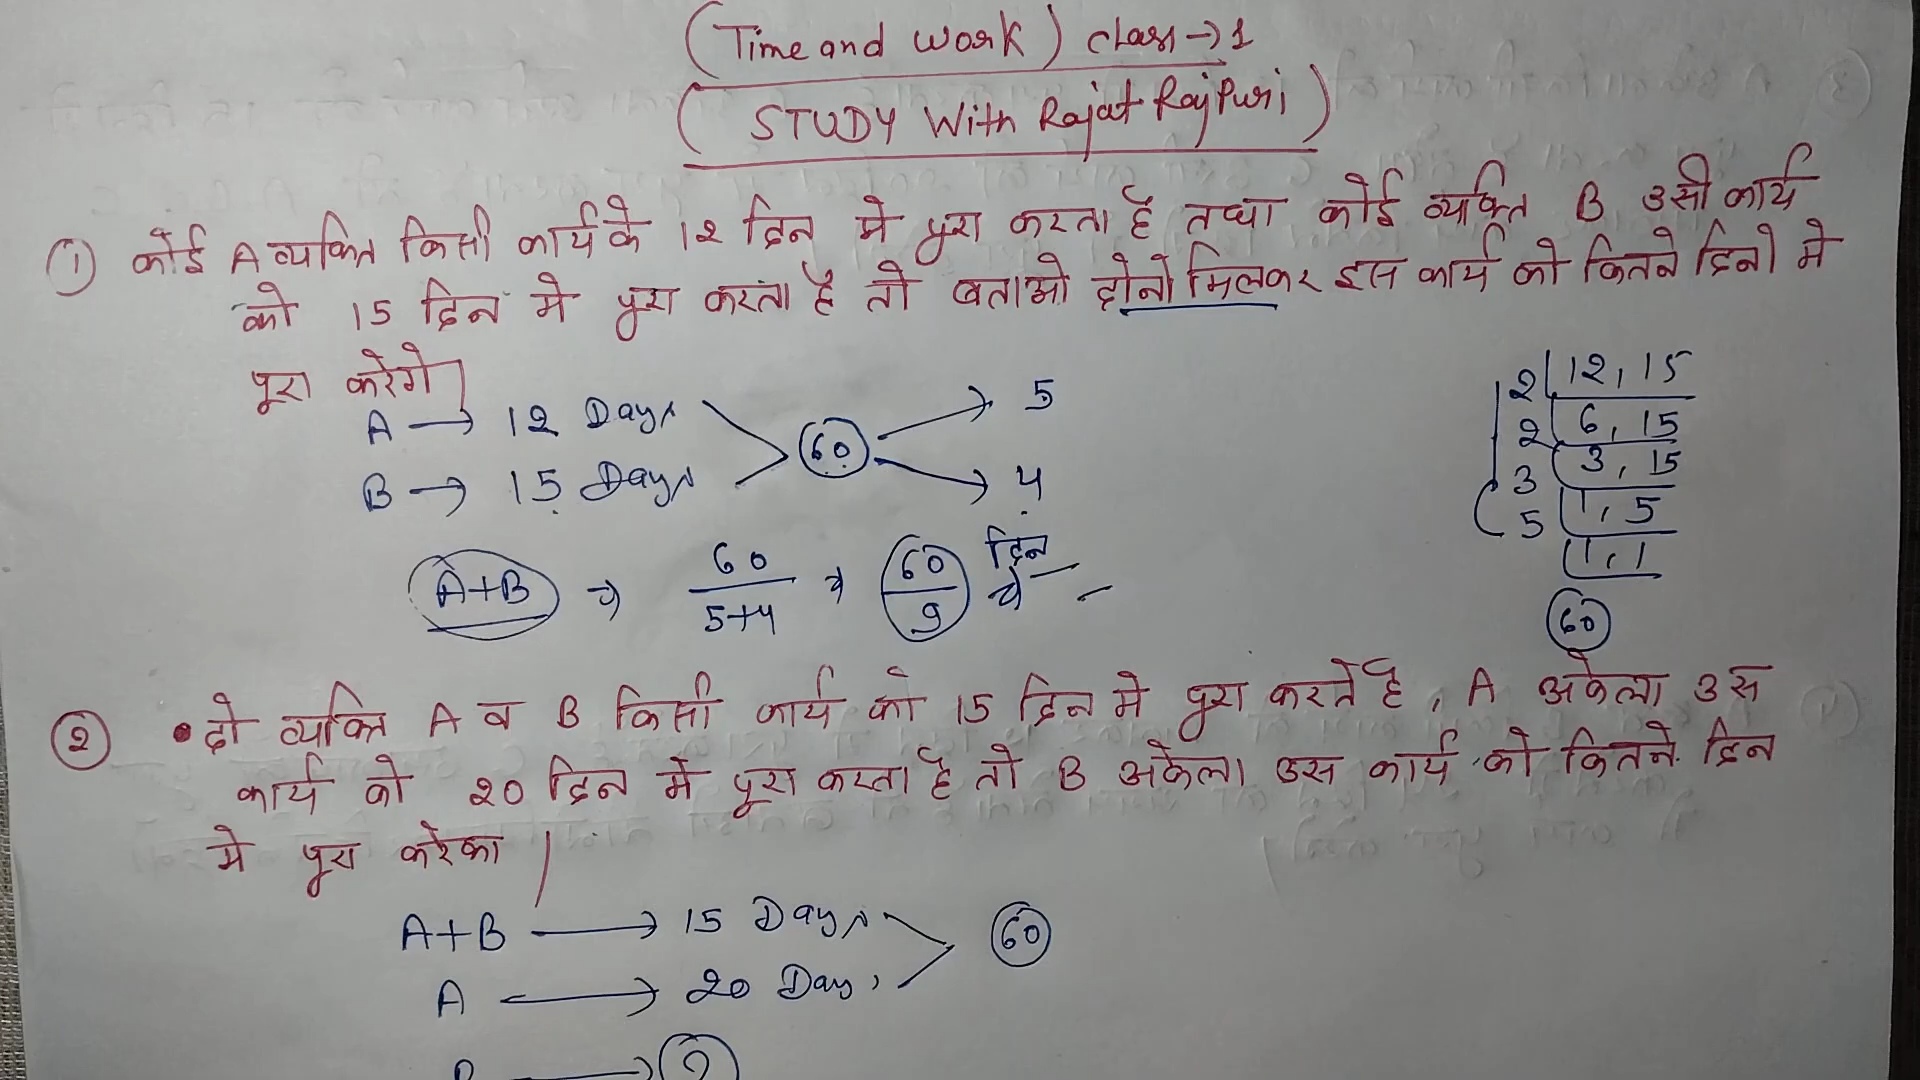 (Time and work) class → 1
(STUDY With Rajat Rajpuri)
① कोई A व्यक्ति किसी कार्य के 12 दिन मे पूरा करता है तथा कोई व्यक्ति B उसी कार्य
को 15 दिन मे पूरा करता है तो बताओ दोनो मिलकर इस कार्य को कितने दिनो मे
पूरा करेगे |
A → 12 Days
B → 15 Days
60
→ 5
→ 4
A+B ⇒ 60/5+4 ⇒ 60/9 दिन मे
2 | 12, 15
2 | 6, 15
3 | 3, 15
5 | 1, 5
1, 1
60
② • दो व्यक्ति A व B किसी कार्य को 15 दिन मे पूरा करते है, A अकेला उस
कार्य को 20 दिन मे पूरा करता है तो B अकेला उस कार्य को कितने दिन
मे पूरा करेका |
A+B → 15 Days
60
A → 20 Days
B → ?